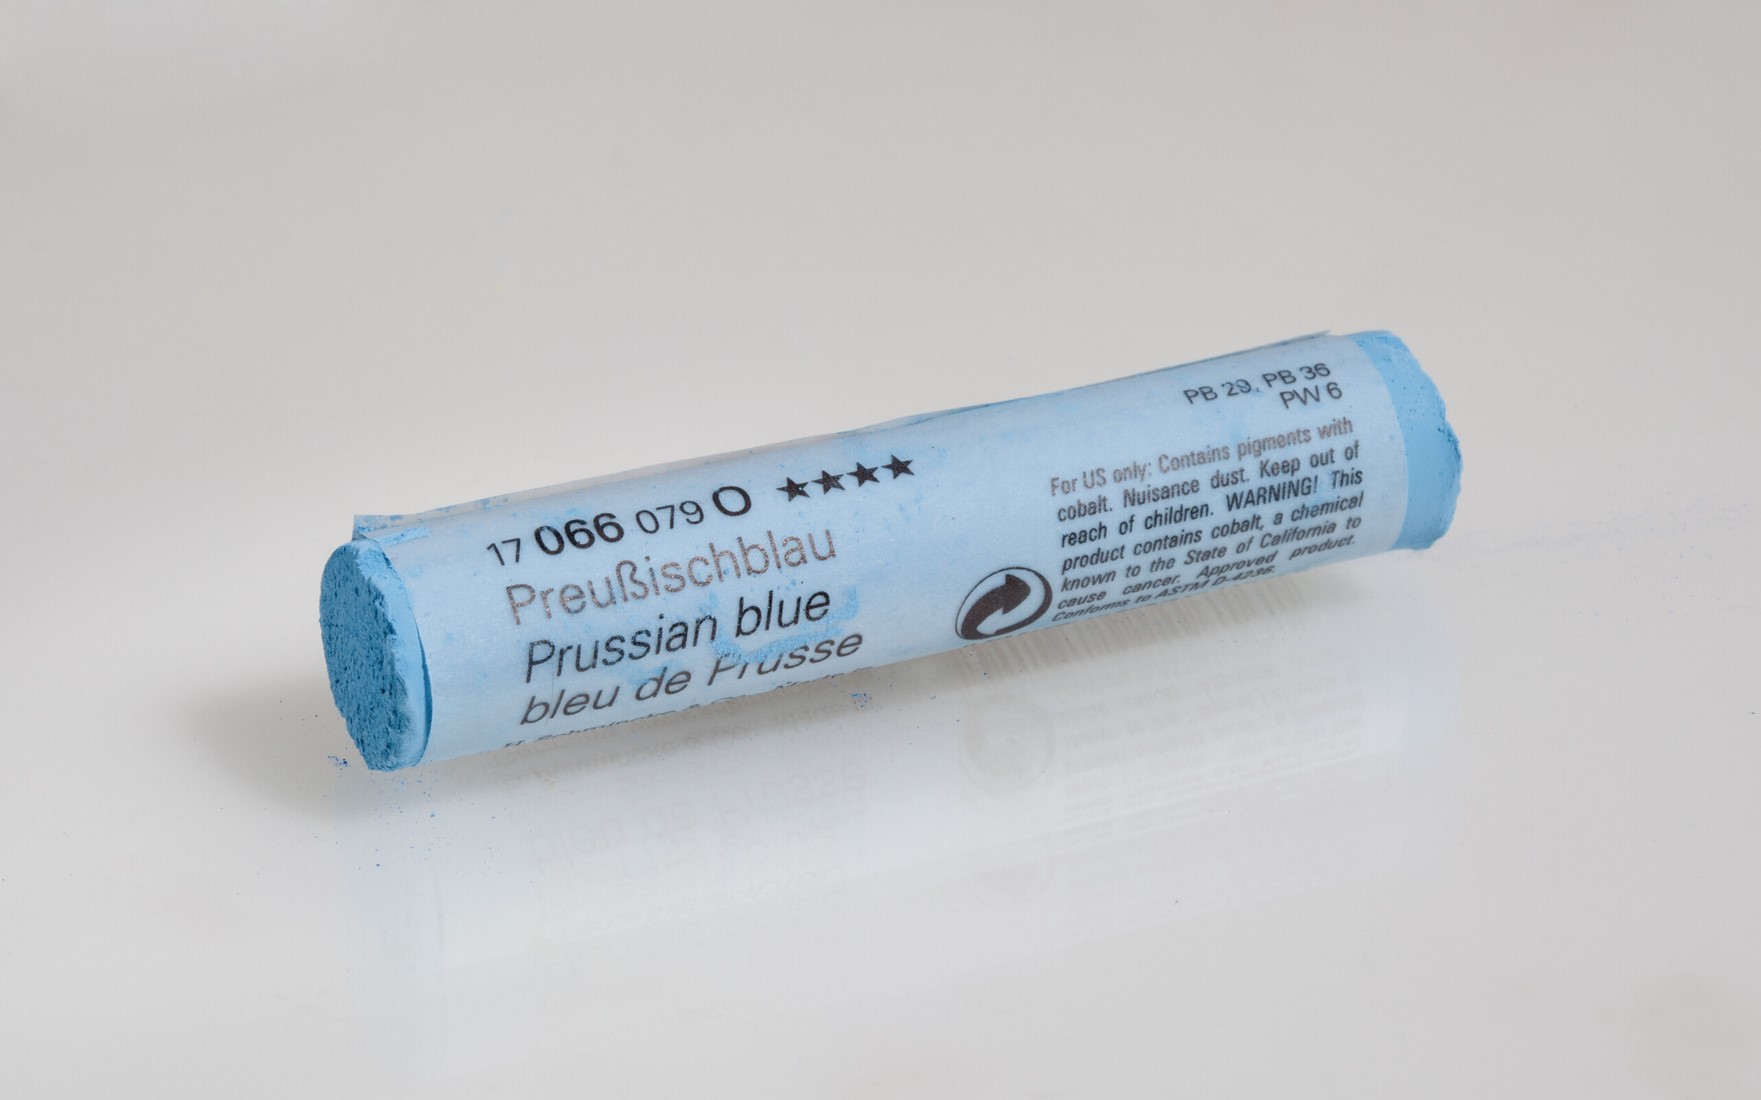 17 066 079 O ★★★★
Preußischblau
Prussian blue
bleu de Prusse
PB 29, PB 36
PW 6
For US only: Contains pigments with
cobalt. Nuisance dust. Keep out of
reach of children. WARNING! This
product contains cobalt, a chemical
known to the State of California to
cause cancer. Approved product.
Conforms to ASTM D-4236.